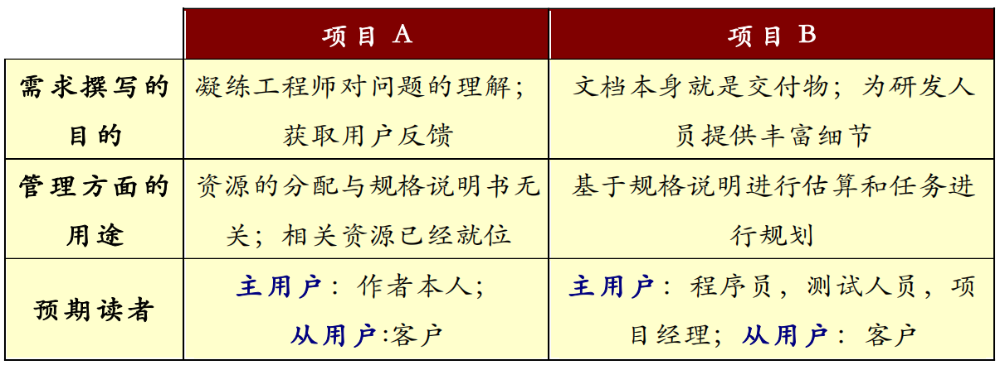 项目 A
项目 B
需求撰写的
目的
凝练工程师对问题的理解；
获取用户反馈
文档本身就是交付物；为研发人
员提供丰富细节
管理方面的
用途
资源的分配与规格说明书无
关；相关资源已经就位
基于规格说明进行估算和任务进
行规划
预期读者
主用户：作者本人；
从用户:客户
主用户：程序员，测试人员，项
目经理；从用户：客户